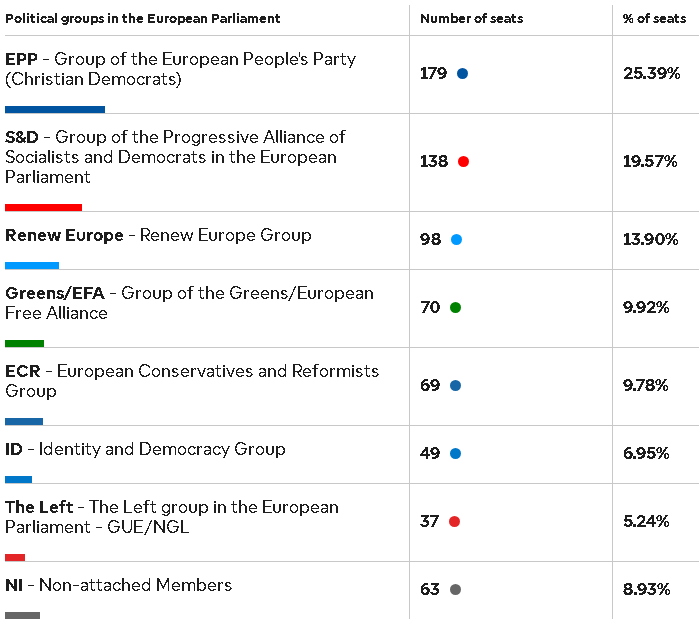 Political groups in the European Parliament Number of seats % of seats
EPP - Group of the European People's Party
(Christian Democrats)
179 25.39%
S&D - Group of the Progressive Alliance of
Socialists and Democrats in the European
Parliament
138 19.57%
Renew Europe - Renew Europe Group 98 13.90%
Greens/EFA - Group of the Greens/European
Free Alliance
70 9.92%
ECR - European Conservatives and Reformists
Group
69 9.78%
ID - Identity and Democracy Group 49 6.95%
The Left - The Left group in the European
Parliament - GUE/NGL
37 5.24%
NI - Non-attached Members 63 8.93%